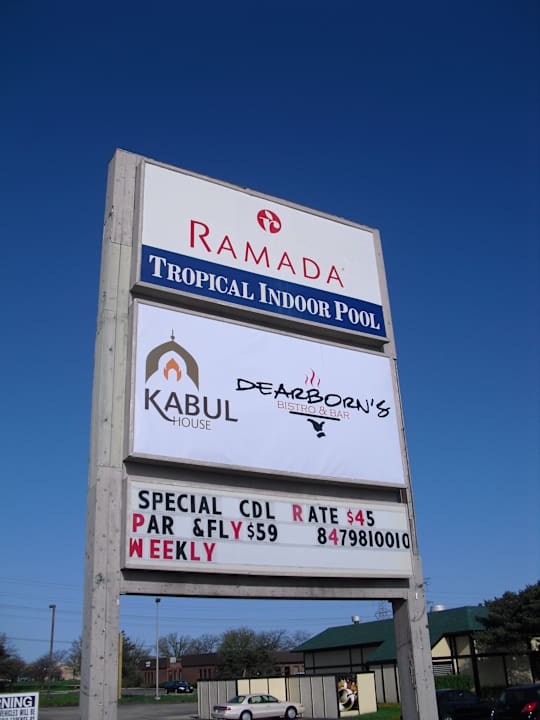 RAMADA
TROPICAL INDOOR POOL
KABUL
HOUSE
DEARBORN'S
BISTRO & BAR
SPECIAL CDL RATE $45
PAR &FLY $59 8479810010
WEEKLY